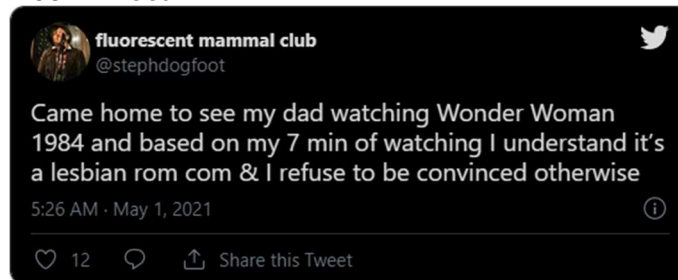 fluorescent mammal club
@stephdogfoot
Came home to see my dad watching Wonder Woman
1984 and based on my 7 min of watching I understand it's
a lesbian rom com & I refuse to be convinced otherwise
5:26 AM · May 1, 2021
12 Share this Tweet